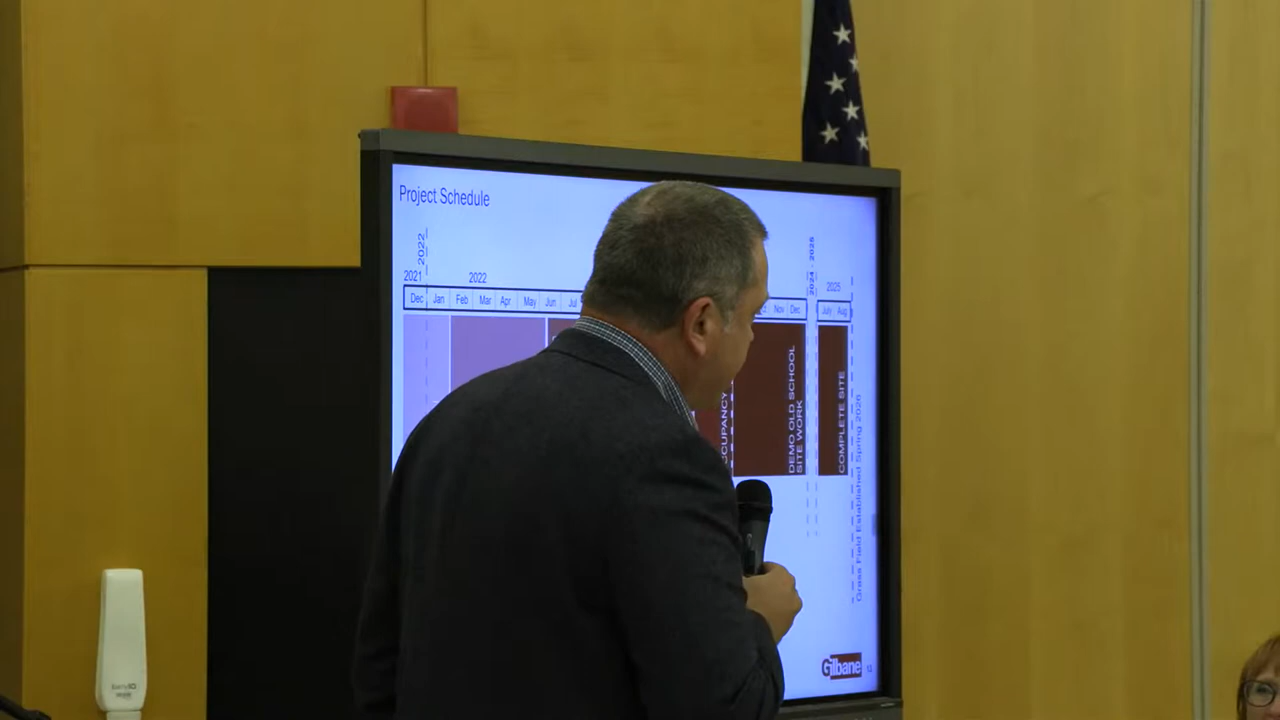 Project Schedule
2022
2024 - 2025
2021
2022
2025
Dec Jan Feb Mar Apr May Jun Jul
Nov Dec
July Aug
CCUPANCY
DEMO OLD SCHOOL
SITE WORK
COMPLETE SITE
Grass Field Established Spring 2026
Gilbane